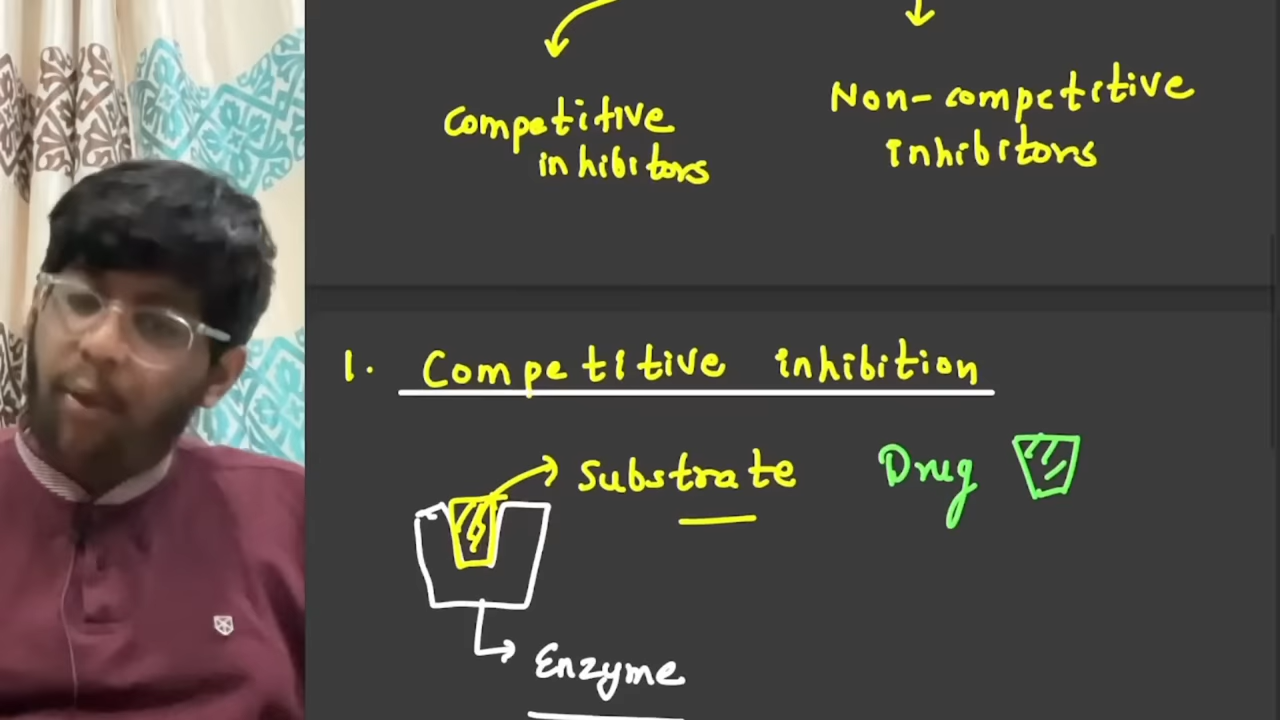 Competitive
inhibitors
Non-competitive
inhibitors
1. Competitive inhibition
Substrate
Drug
Enzyme